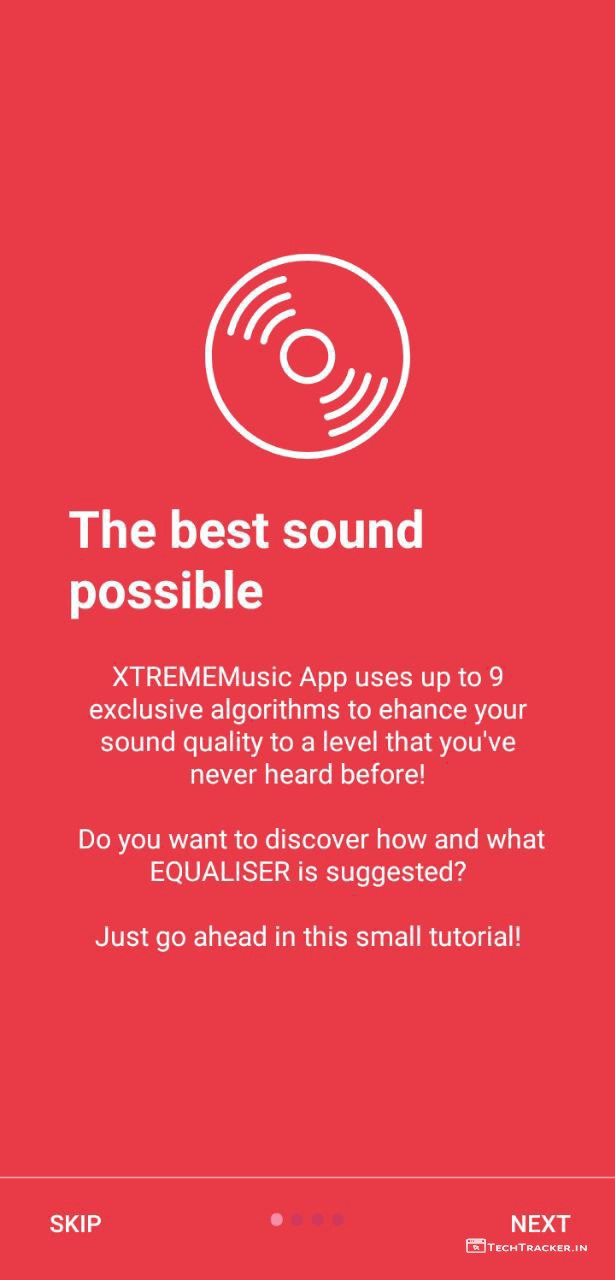 The best sound
possible
XTREMEMusic App uses up to 9
exclusive algorithms to ehance your
sound quality to a level that you've
never heard before!
Do you want to discover how and what
EQUALISER is suggested?
Just go ahead in this small tutorial!
SKIP
NEXT
TECHTRACKER.IN